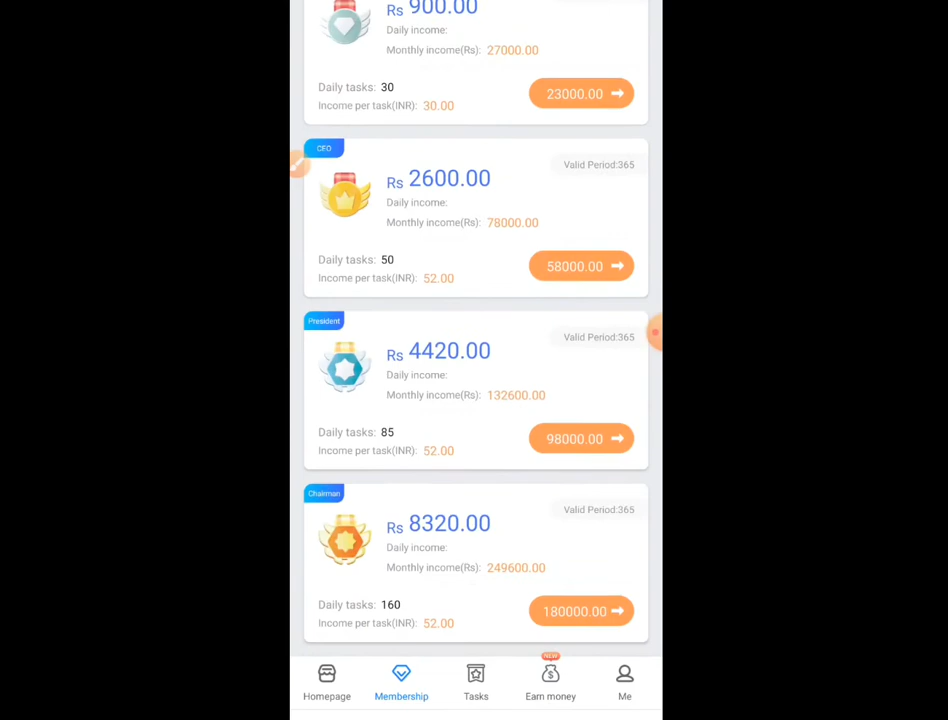 Rs 900.00
Daily income:
Monthly income(Rs): 27000.00
Daily tasks: 30
Income per task(INR): 30.00
23000.00
CFO
Valid Period:365
Rs 2600.00
Daily income:
Monthly income(Rs): 78000.00
Daily tasks: 50
Income per task(INR): 52.00
58000.00
President
Valid Period:365
Rs 4420.00
Daily income:
Monthly income(Rs): 132600.00
Daily tasks: 85
Income per task(INR): 52.00
98000.00
Chairman
Valid Period:365
Rs 8320.00
Daily income:
Monthly income(Rs): 249600.00
Daily tasks: 160
Income per task(INR): 52.00
180000.00
NEW
Homepage Membership Tasks Earn money Me